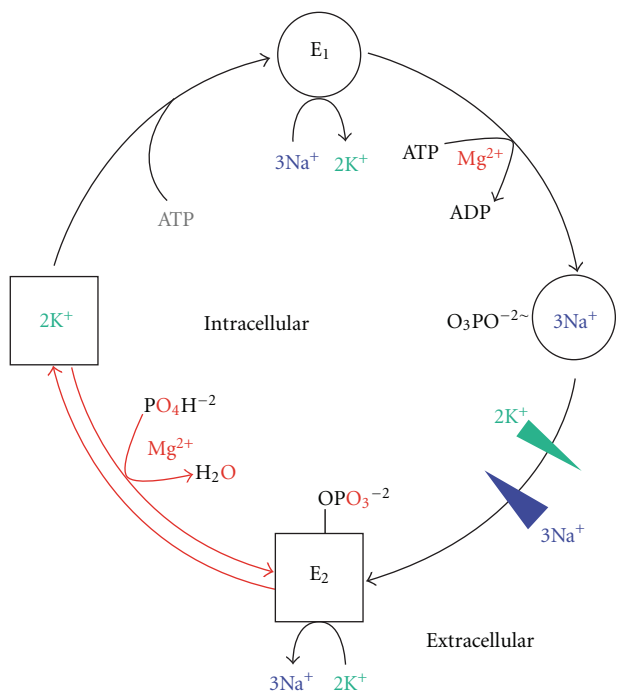 E₁
3Na⁺ 2K⁺
ATP
Mg²⁺
ADP
ATP
2K⁺
Intracellular
O₃PO⁻²~
3Na⁺
PO₄H⁻²
Mg²⁺
H₂O
2K⁺
3Na⁺
OPO₃⁻²
E₂
Extracellular
3Na⁺ 2K⁺